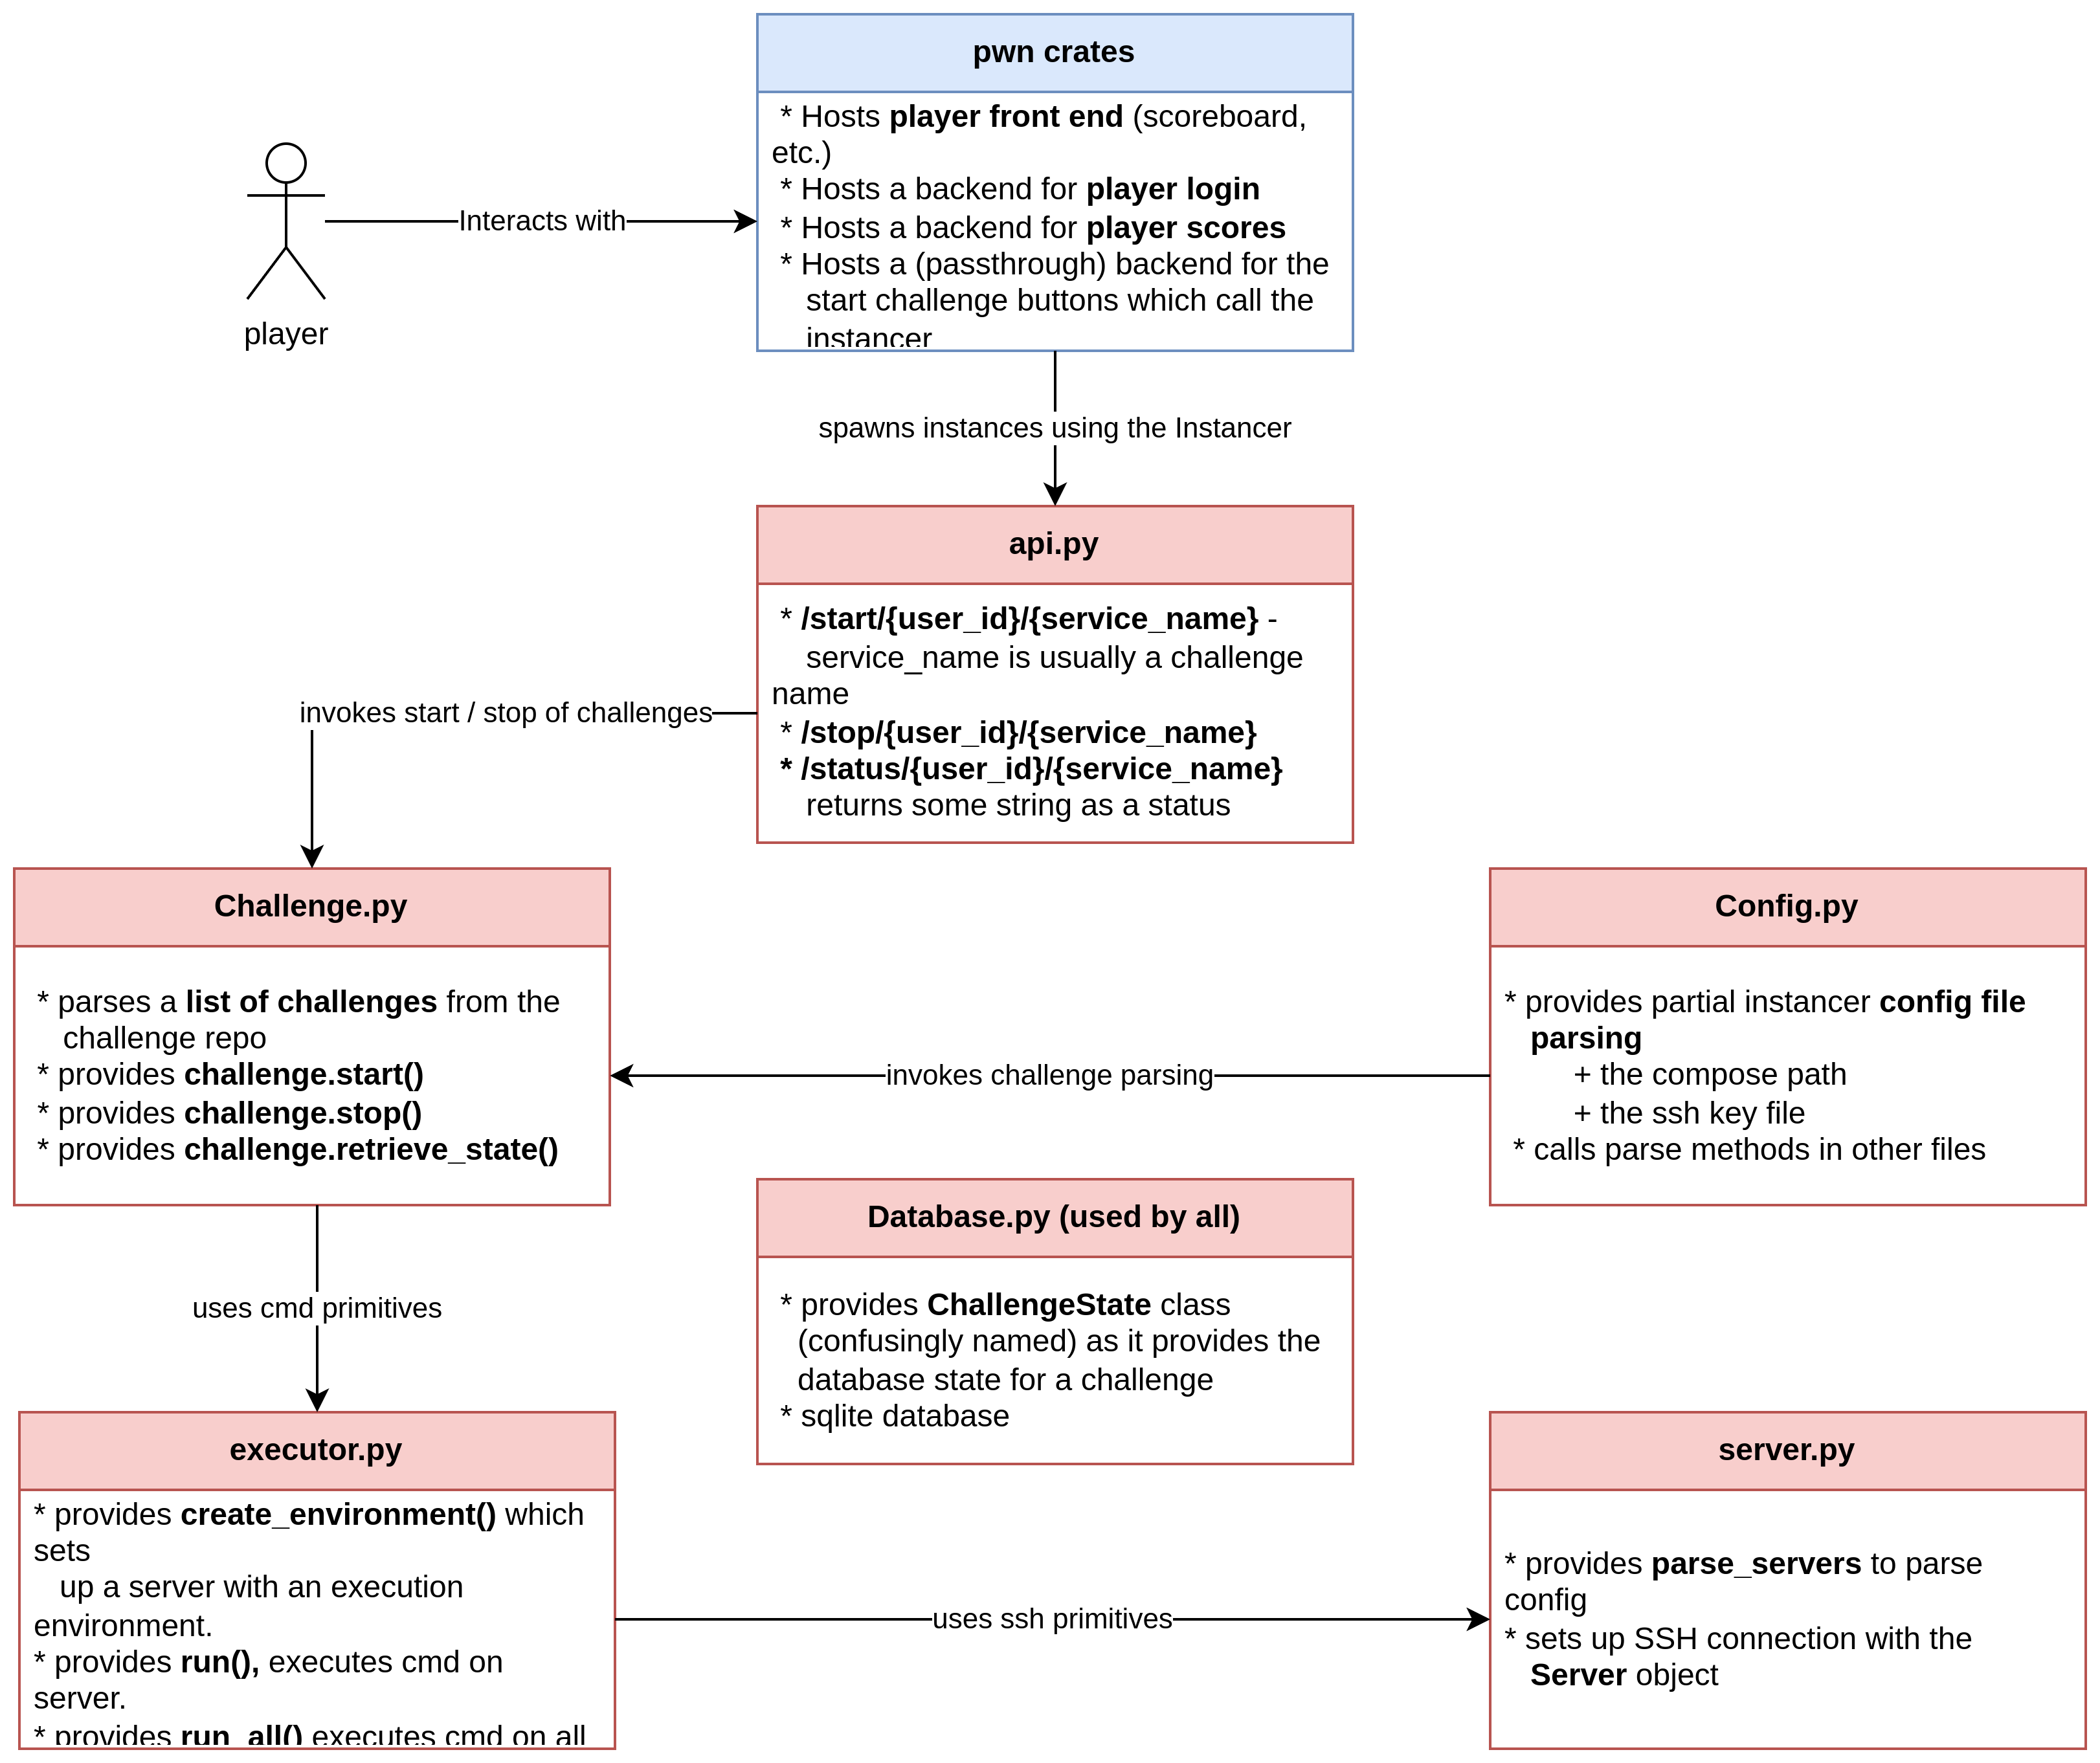 pwn crates
* Hosts player front end (scoreboard,
etc.)
* Hosts a backend for player login
* Hosts a backend for player scores
* Hosts a (passthrough) backend for the
start challenge buttons which call the
instancer
Interacts with
player
spawns instances using the Instancer
api.py
* /start/{user_id}/{service_name} -
service_name is usually a challenge
name
* /stop/{user_id}/{service_name}
* /status/{user_id}/{service_name}
returns some string as a status
invokes start / stop of challenges
Challenge.py
* parses a list of challenges from the
challenge repo
* provides challenge.start()
* provides challenge.stop()
* provides challenge.retrieve_state()
invokes challenge parsing
Config.py
* provides partial instancer config file
parsing
+ the compose path
+ the ssh key file
* calls parse methods in other files
Database.py (used by all)
* provides ChallengeState class
(confusingly named) as it provides the
database state for a challenge
* sqlite database
uses cmd primitives
executor.py
* provides create_environment() which
sets
up a server with an execution
environment.
* provides run(), executes cmd on
server.
* provides run_all() executes cmd on all
uses ssh primitives
server.py
* provides parse_servers to parse
config
* sets up SSH connection with the
Server object